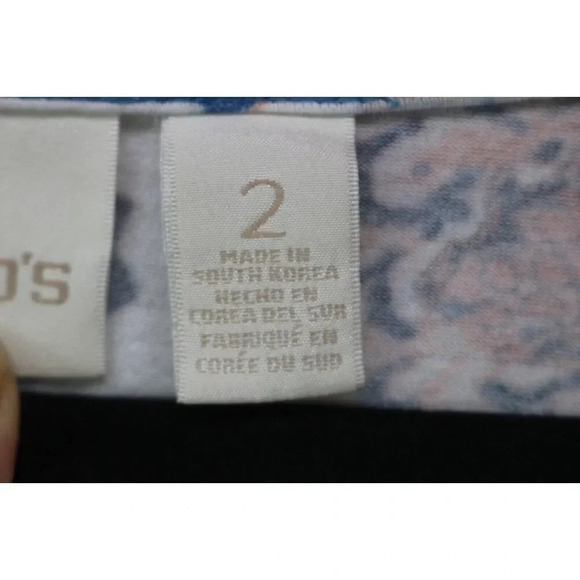 O'S
2
MADE IN
SOUTH KOREA
HECHO EN
COREA DEL SUR
FABRIQUÉ EN
CORÉE DU SUD